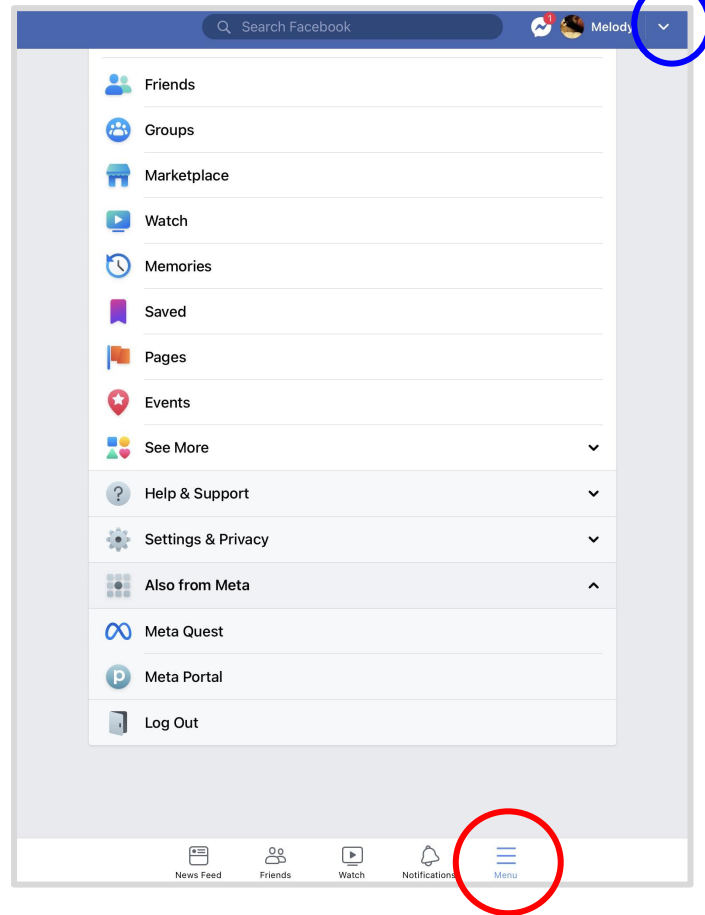 Search Facebook
1
Melody
Friends
Groups
Marketplace
Watch
Memories
Saved
Pages
Events
See More
? Help & Support
Settings & Privacy
Also from Meta
Meta Quest
p Meta Portal
Log Out
News Feed Friends Watch Notifications Menu